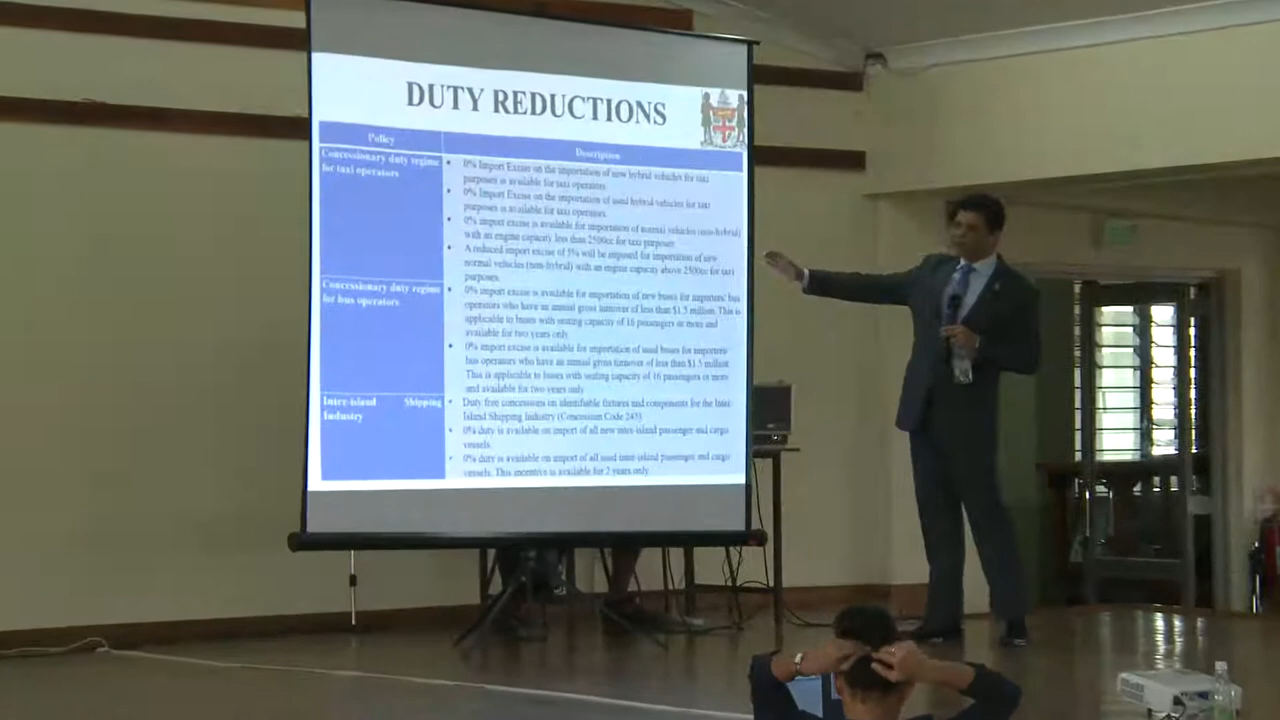 DUTY REDUCTIONS
Policy
Description
Concessionary duty regime
for taxi operators
• 0% Import Excise on the importation of new hybrid vehicles for taxi
purposes is available for taxi operators
• 0% Import Excise on the importation of used hybrid vehicles for taxi
purposes is available for taxi operators.
• 0% import excise is available for importation of normal vehicles (non-hybrid)
with an engine capacity less than 2500cc for taxi purposes
• A reduced import excise of 5% will be imposed for importation of new
normal vehicles (non-hybrid) with an engine capacity above 2500cc for taxi
purposes.
Concessionary duty regime
for bus operators
• 0% import excise is available for importation of new buses for importers/ bus
operators who have an annual gross turnover of less than $1.5 million. This is
applicable to buses with seating capacity of 16 passengers or more and
available for two years only
• 0% import excise is available for importation of used buses for importers/
bus operators who have an annual gross turnover of less than $1.5 million.
This is applicable to buses with seating capacity of 16 passengers or more
and available for two years only
Inter-island Shipping
Industry
• Duty free concessions on identifiable fixtures and components for the Inter-
Island Shipping Industry (Concession Code 245)
• 0% duty is available on import of all new inter-island passenger and cargo
vessels.
• 0% duty is available on import of all used inter-island passenger and cargo
vessels. This incentive is available for 2 years only